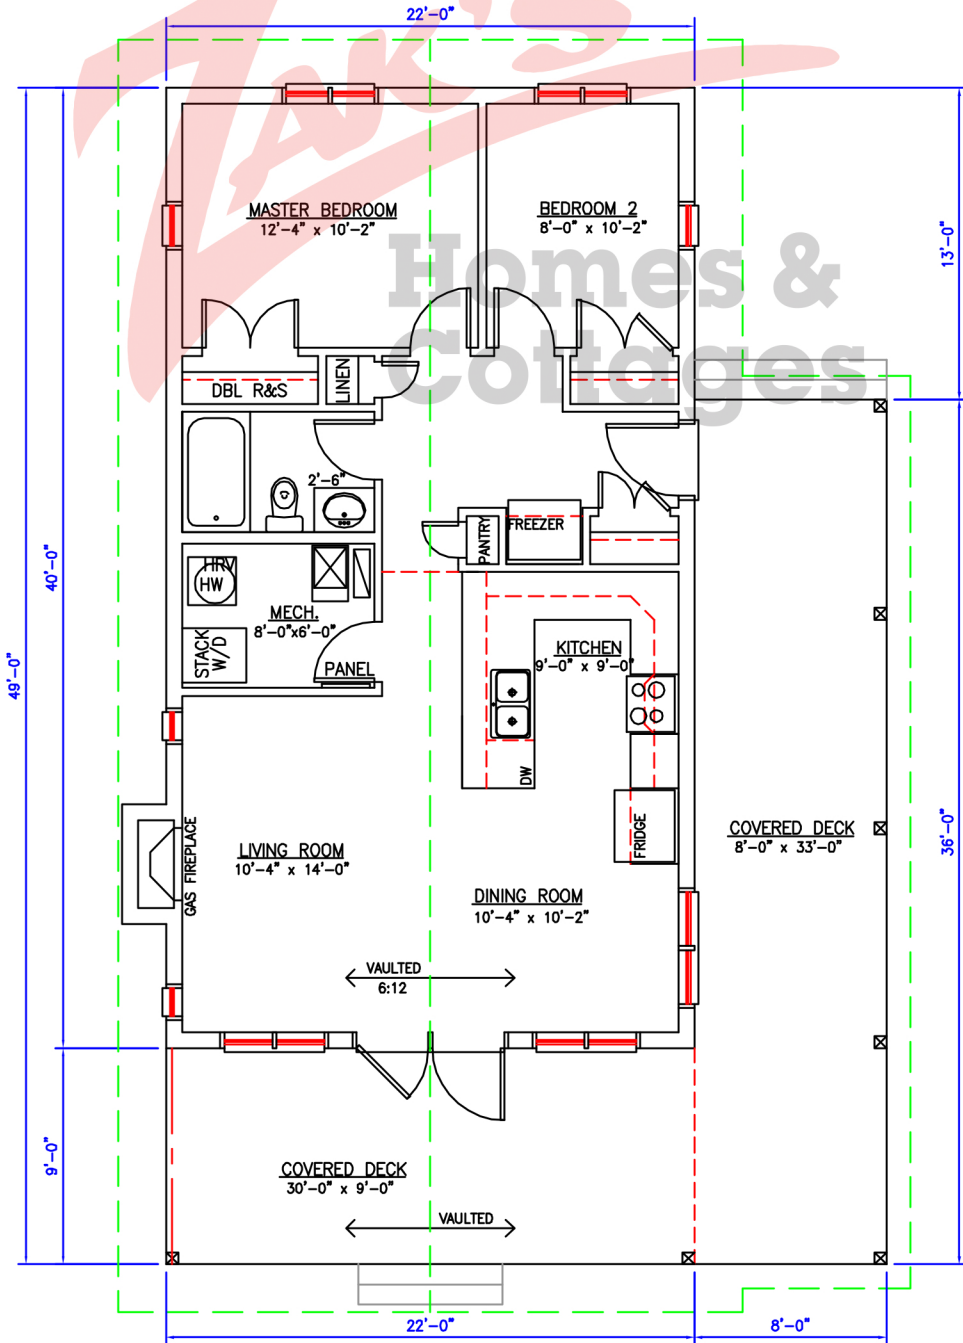 22'-0"
ZAK'S
Homes &
Cottages
MASTER BEDROOM
12'-4" x 10'-2"
BEDROOM 2
8'-0" x 10'-2"
13'-0"
DBL R&S
LINEN
2'-6"
PANTRY
FREEZER
40'-0"
HRV
HW
MECH.
8'-0"x6'-0"
STACK
W/D
PANEL
KITCHEN
9'-0" x 9'-0"
49'-0"
DW
FRIDGE
GAS FIREPLACE
LIVING ROOM
10'-4" x 14'-0"
COVERED DECK
8'-0" x 33'-0"
36'-0"
DINING ROOM
10'-4" x 10'-2"
VAULTED
6:12
9'-0"
COVERED DECK
30'-0" x 9'-0"
VAULTED
22'-0"
8'-0"